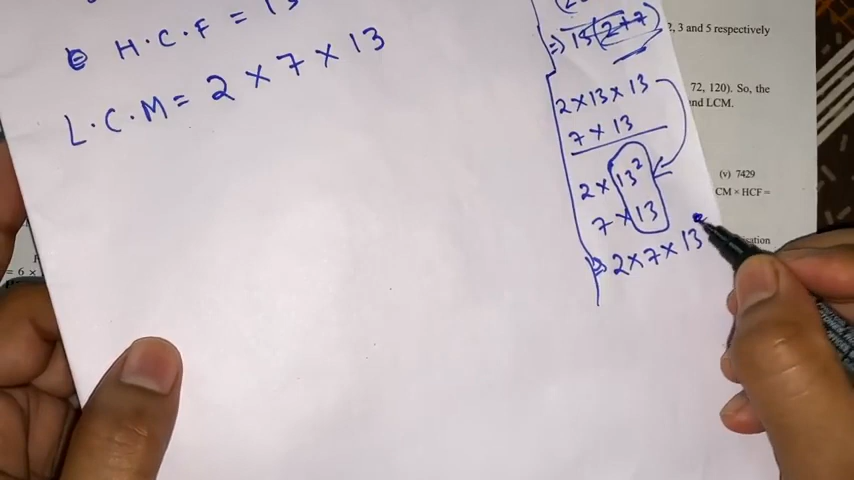 H.C.F = 13
L.C.M = 2 × 7 × 13
=> 13(2×7)
2×13×13
7×13
2×13²
7×13
=> 2×7×13
2, 3 and 5 respectively
72, 120). So, the
and LCM.
(v) 7429
CM × HCF =
= 6 ×